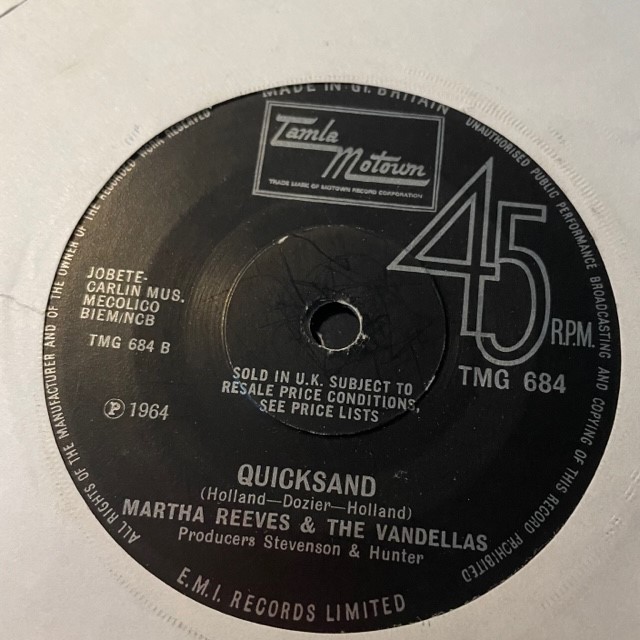 MADE IN GT. BRITAIN
Tamla
Motown
TRADE MARK OF MOTOWN RECORD CORPORATION
45
R.P.M.
TMG 684
JOBETE-
CARLIN MUS.
MECOLICO
BIEM/NCB
TMG 684 B
Ⓟ 1964
SOLD IN U.K. SUBJECT TO
RESALE PRICE CONDITIONS,
SEE PRICE LISTS
QUICKSAND
(Holland—Dozier—Holland)
MARTHA REEVES & THE VANDELLAS
Producers Stevenson & Hunter
E.M.I. RECORDS LIMITED
ALL RIGHTS OF THE MANUFACTURER AND OF THE OWNER OF THE RECORDED WORK RESERVED
UNAUTHORISED PUBLIC PERFORMANCE BROADCASTING AND COPYING OF THIS RECORD PROHIBITED